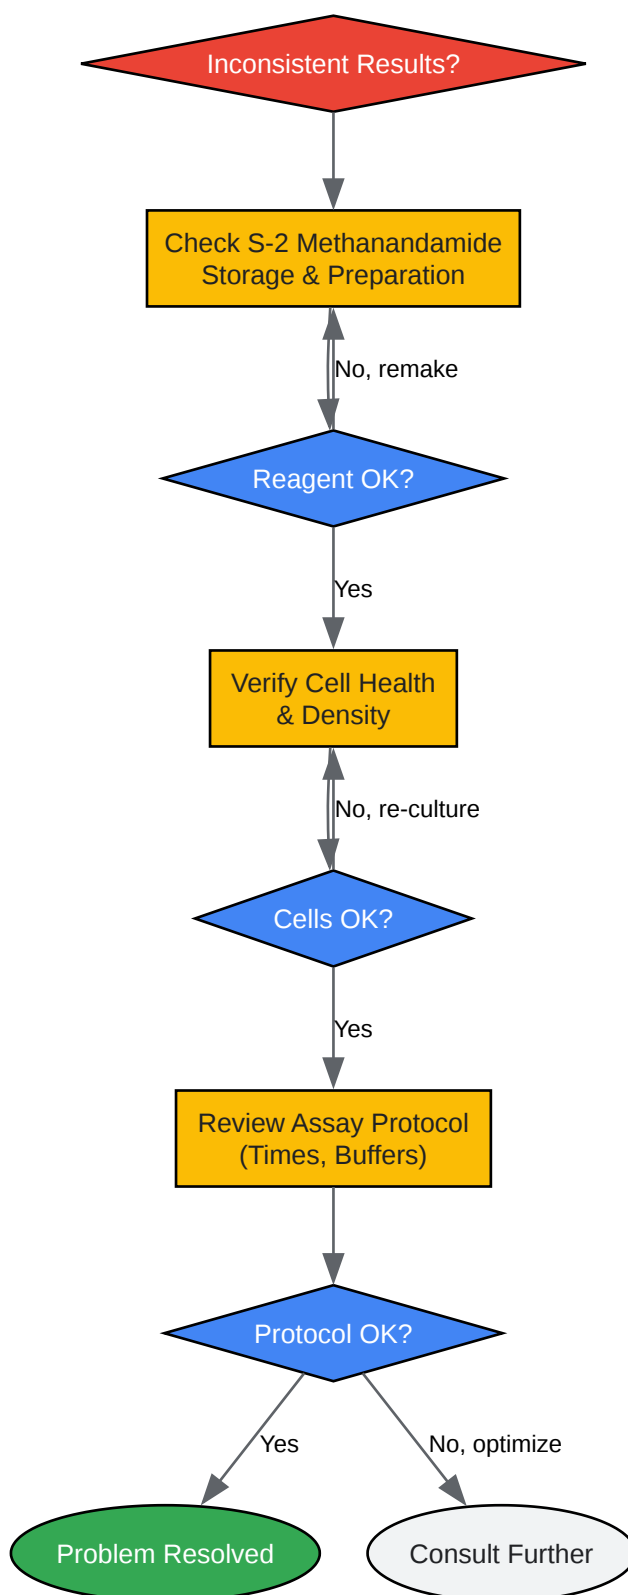 Inconsistent Results?
Check S-2 Methanandamide
Storage & Preparation
No, remake
Reagent OK?
Yes
Verify Cell Health
& Density
No, re-culture
Cells OK?
Yes
Review Assay Protocol
(Times, Buffers)
Protocol OK?
Yes
No, optimize
Problem Resolved
Consult Further